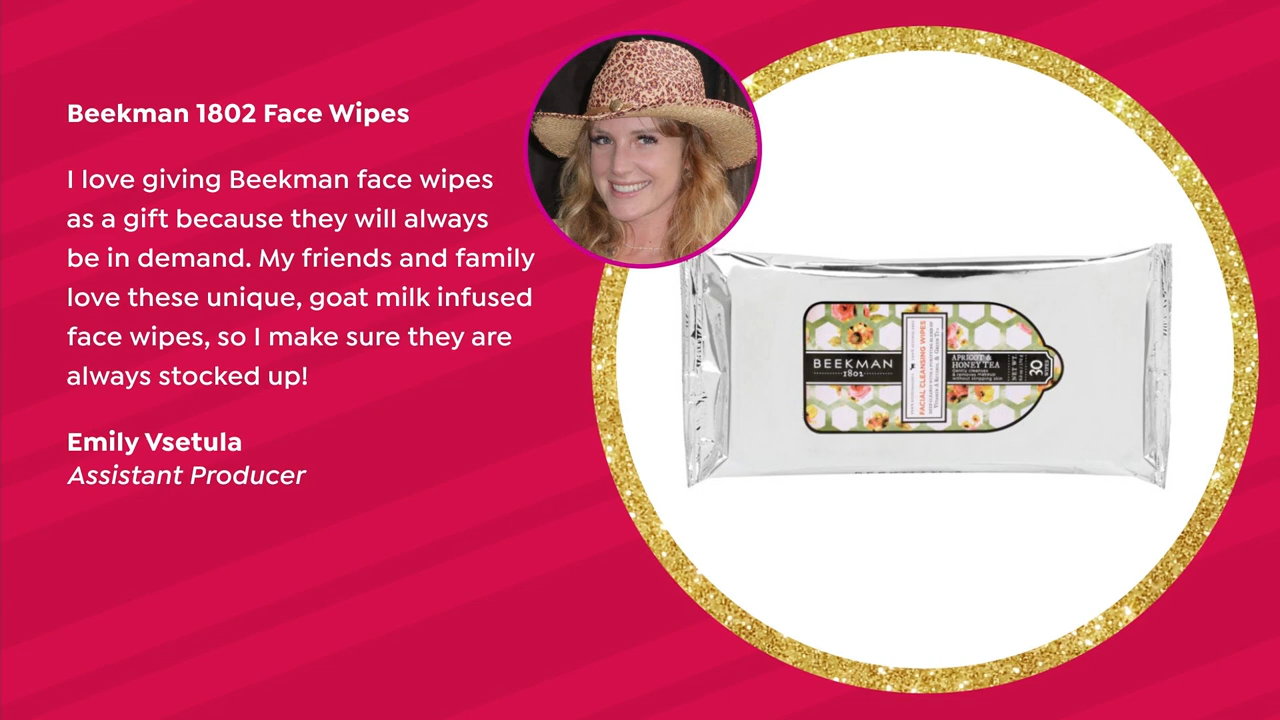 Beekman 1802 Face Wipes
I love giving Beekman face wipes
as a gift because they will always
be in demand. My friends and family
love these unique, goat milk infused
face wipes, so I make sure they are
always stocked up!
Emily Vsetula
Assistant Producer
BEEKMAN
1802
FACIAL CLEANSING WIPES
APRICOT &
HONEY TEA
30